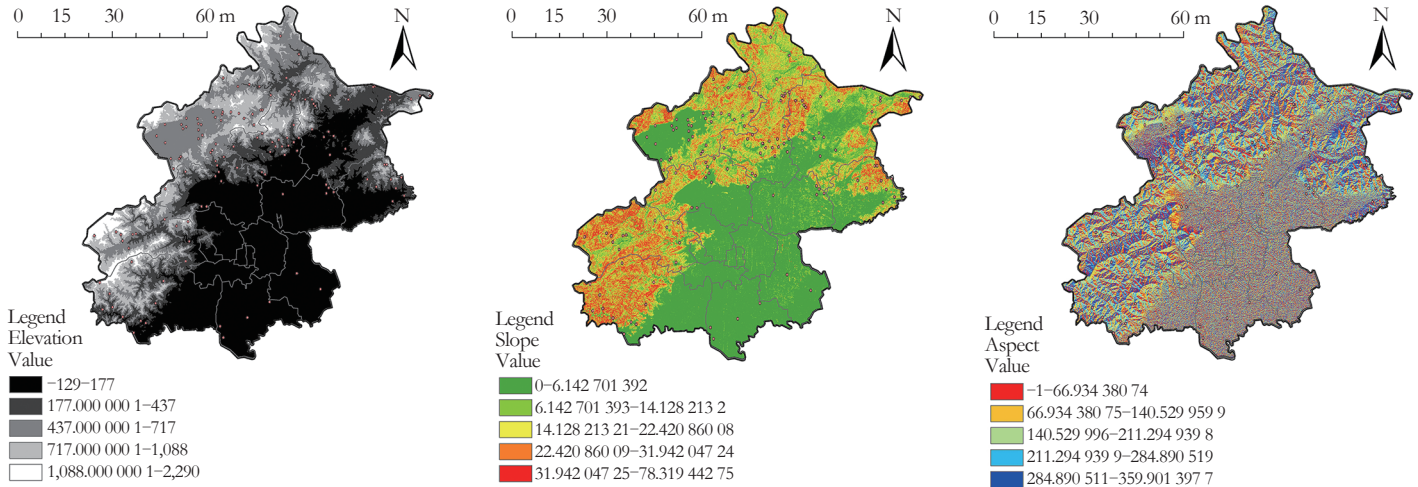 0 15 30 60 m
N
Legend
Elevation
Value
−129−177
177.000 000 1−437
437.000 000 1−717
717.000 000 1−1,088
1,088.000 000 1−2,290
0 15 30 60 m
N
Legend
Slope
Value
0−6.142 701 392
6.142 701 393−14.128 213 2
14.128 213 21−22.420 860 08
22.420 860 09−31.942 047 24
31.942 047 25−78.319 442 75
0 15 30 60 m
N
Legend
Aspect
Value
−1−66.934 380 74
66.934 380 75−140.529 959 9
140.529 996−211.294 939 8
211.294 939 9−284.890 519
284.890 511−359.901 397 7